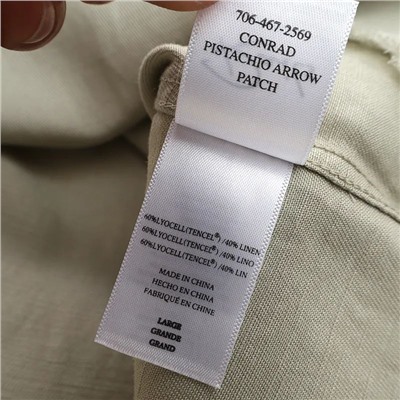 706-467-2569
CONRAD
PISTACHIO ARROW
PATCH
60%LYOCELL(TENCEL®) /40% LINEN
60%LYOCELL(TENCEL®) /40% LINO
60%LYOCELL(TENCEL®) /40% LIN
MADE IN CHINA
HECHO EN CHINA
FABRIQUÉ EN CHINE
LARGE
GRANDE
GRAND